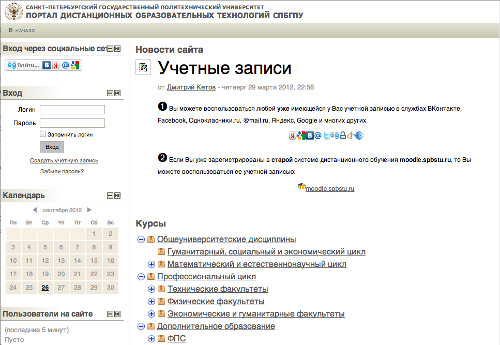 САНКТ-ПЕТЕРБУРГСКИЙ ГОСУДАРСТВЕННЫЙ ПОЛИТЕХНИЧЕСКИЙ УНИВЕРСИТЕТ
ПОРТАЛ ДИСТАНЦИОННЫХ ОБРАЗОВАТЕЛЬНЫХ ТЕХНОЛОГИЙ СПБГПУ
В НАЧАЛО
Вход через социальные сет
Войти...
Вход
Логин
Пароль
Запомнить логин
Вход
Создать учетную запись
Забыли пароль?
Календарь
сентября 2012
Пн Вт Ср Чт Пт Сб Вс
1 2
3 4 5 6 7 8 9
10 11 12 13 14 15 16
17 18 19 20 21 22 23
24 25 26 27 28 29 30
Пользователи на сайте
(последние 5 минут)
Пусто
Новости сайта
Учетные записи
от Дмитрий Кетов - четверг 29 марта 2012, 22:56
1 Вы можете воспользоваться любой уже имеющейся у Вас учетной записью в службах ВКонтакте,
Facebook, Одноклассники.ru, @mail.ru, Яндекс, Google и многих других.
2 Если Вы уже зарегистрированы в старой системе дистанционного обучения moodle.spbstu.ru, то Вы
можете воспользоваться ее учетной записью:
moodle.spbstu.ru
Курсы
Общеуниверситетские дисциплины
Гуманитарный, социальный и экономический цикл
Математический и естественнонаучный цикл
Профессиональный цикл
Технические факультеты
Физические факультеты
Экономические и гуманитарные факультеты
Дополнительное образование
ФПС